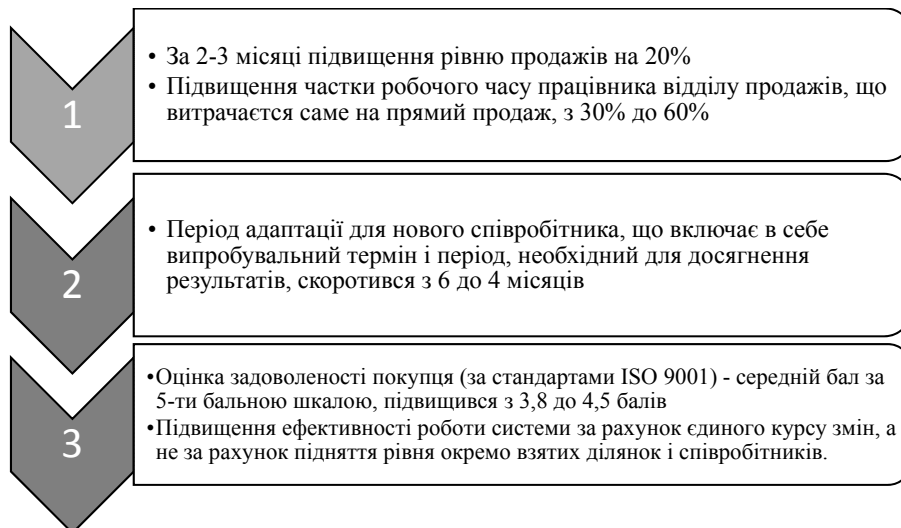 1
• За 2-3 місяці підвищення рівню продажів на 20%
• Підвищення частки робочого часу працівника відділу продажів, що
витрачаєтся саме на прямий продаж, з 30% до 60%
2
• Період адаптації для нового співробітника, що включає в себе
випробувальний термін і період, необхідний для досягнення
результатів, скоротився з 6 до 4 місяців
3
•Оцінка задоволеності покупця (за стандартами ISO 9001) - середній бал за
5-ти бальною шкалою, підвищився з 3,8 до 4,5 балів
•Підвищення ефективності роботи системи за рахунок єдиного курсу змін, а
не за рахунок підняття рівня окремо взятих ділянок і співробітників.